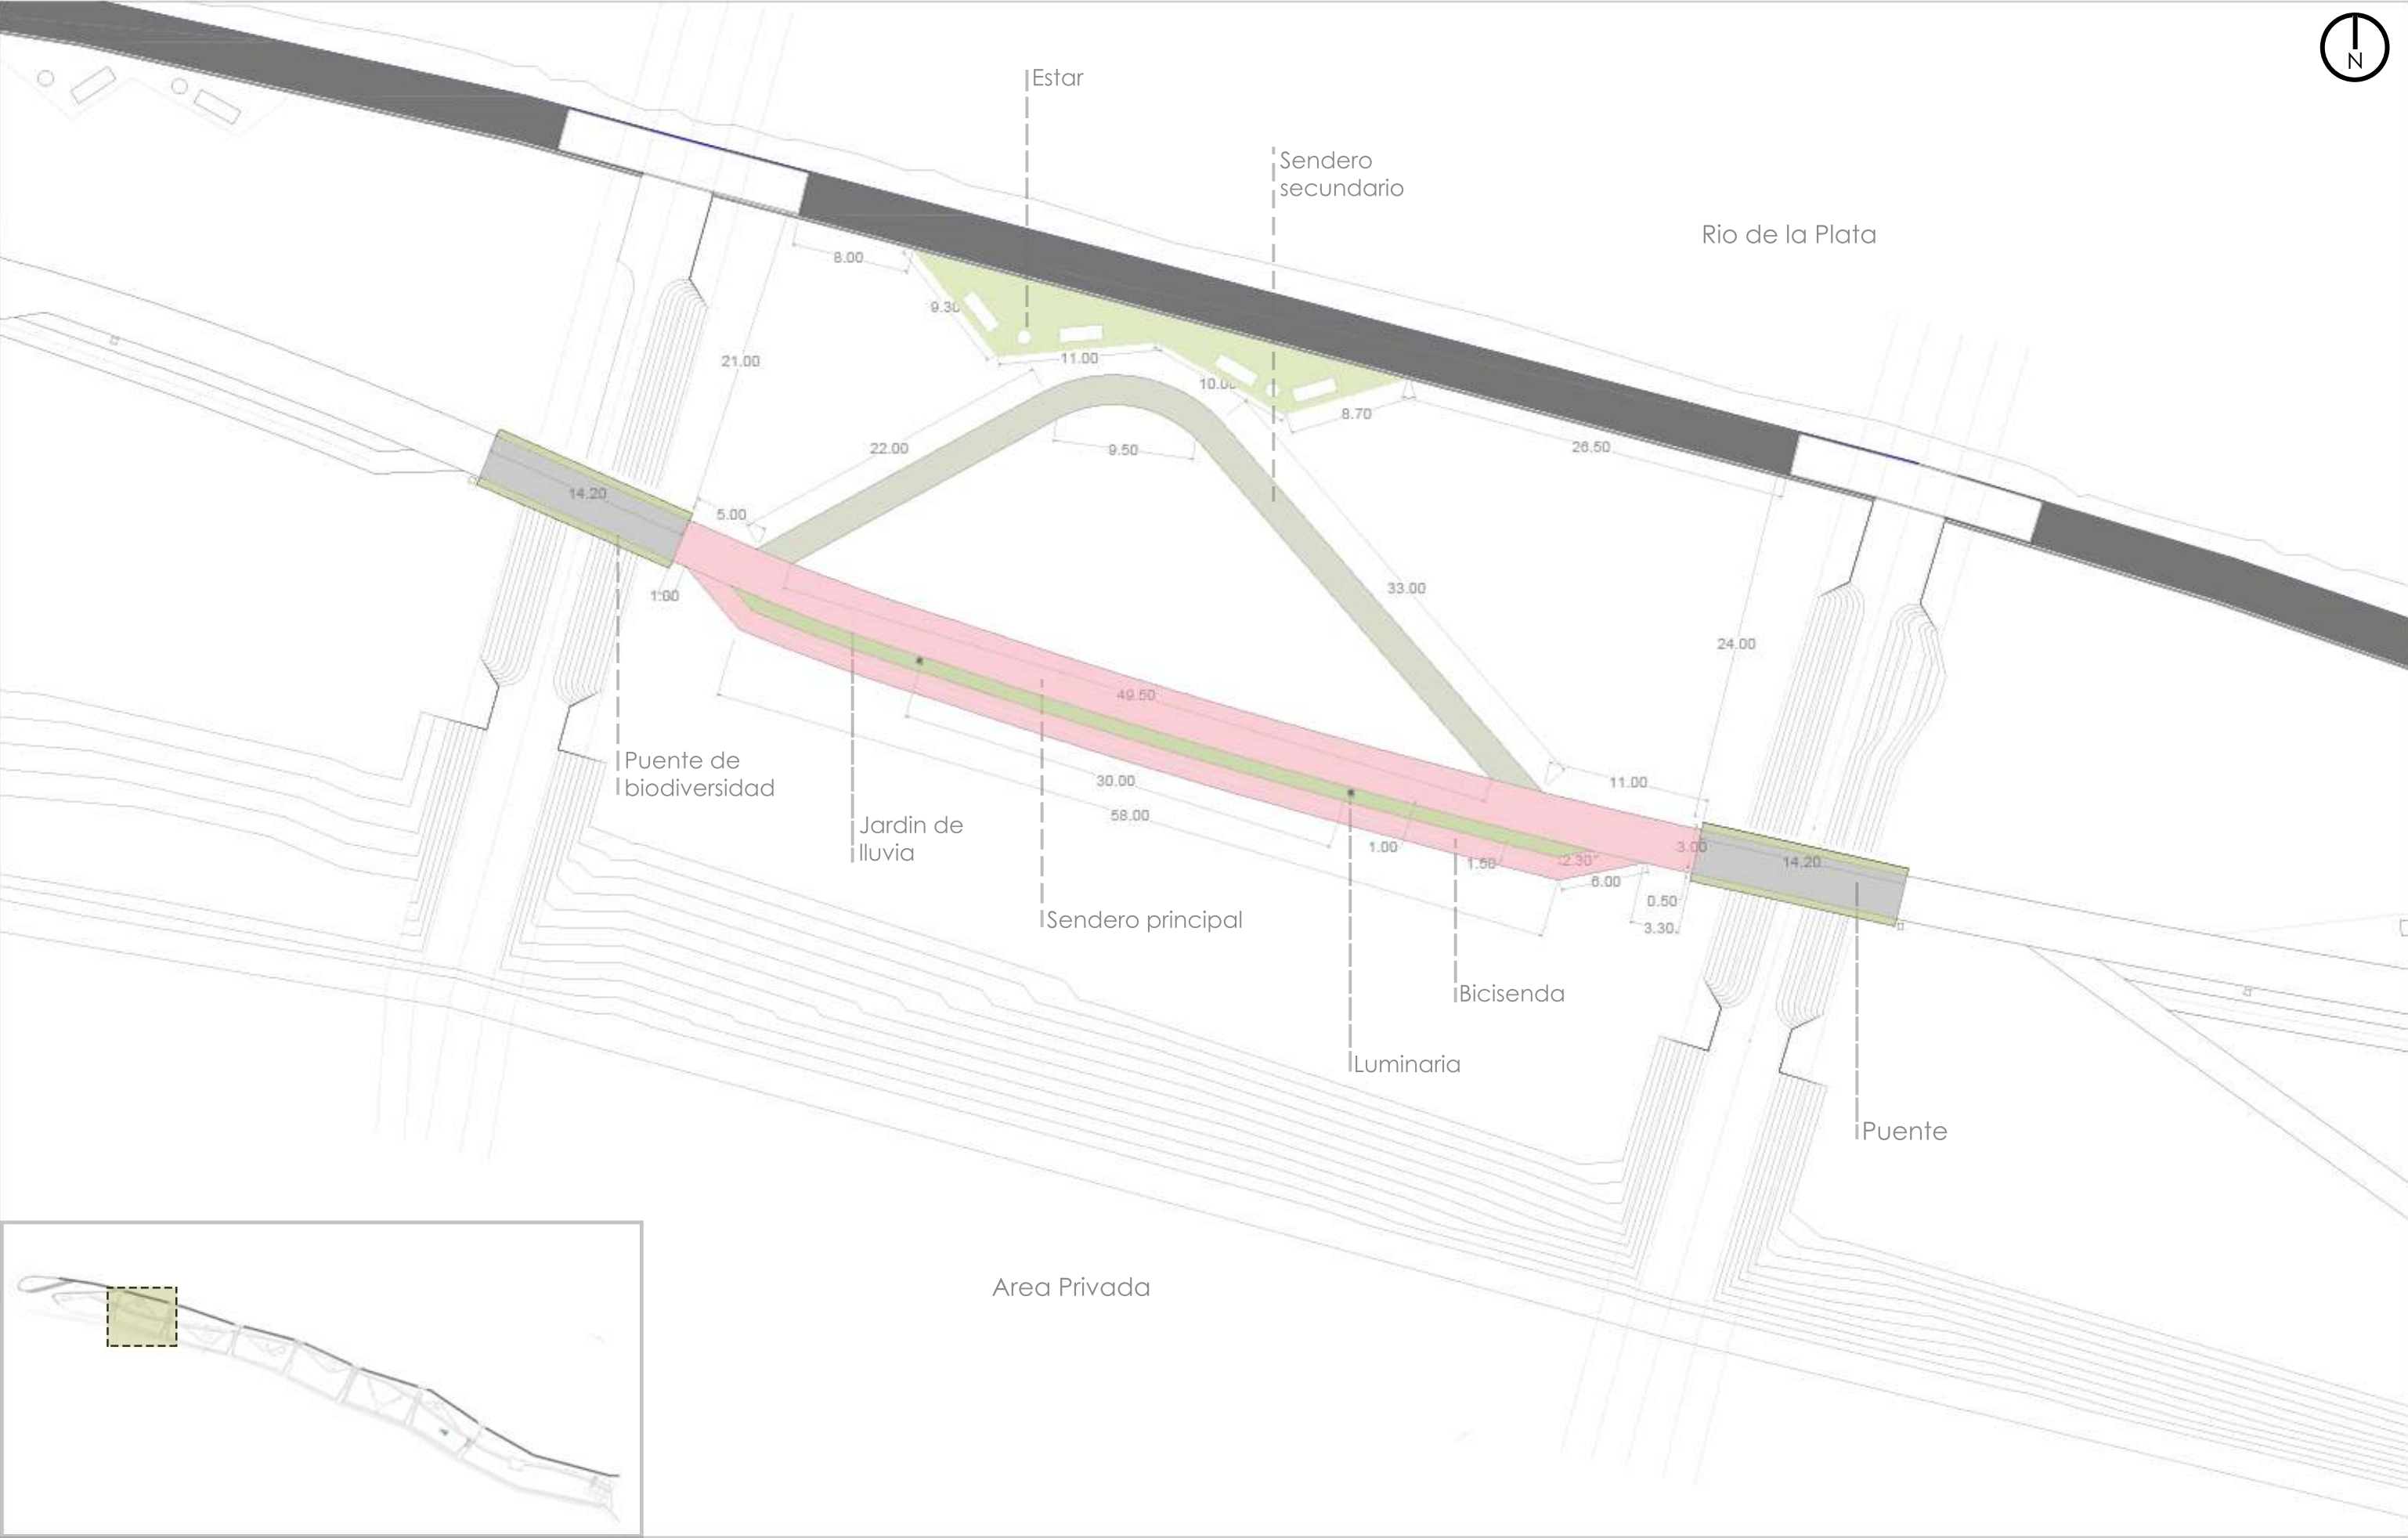 N
Estar
Sendero
secundario
Rio de la Plata
8.00
9.30
21.00
11.00
10.00
8.70
22.00
9.50
26.50
14.20
5.00
1.00
33.00
24.00
49.50
Puente de
biodiversidad
30.00
58.00
11.00
Jardin de
lluvia
1.00
1.50
2.30
3.00
14.20
6.00
0.50
3.30
Sendero principal
Bicisenda
Luminaria
Puente
Area Privada